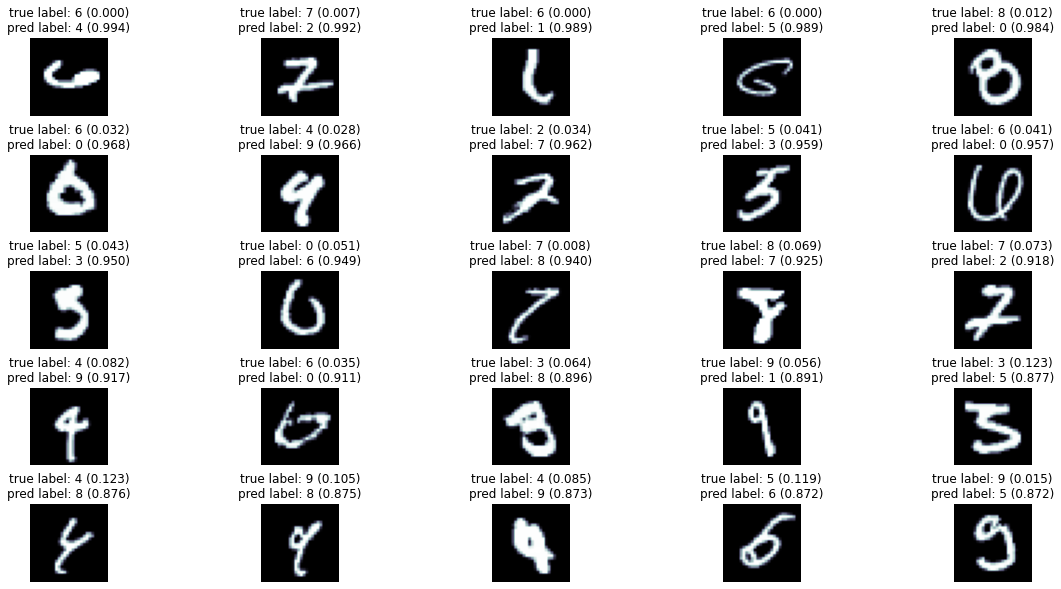 true label: 6 (0.000)
pred label: 4 (0.994)
true label: 7 (0.007)
pred label: 2 (0.992)
true label: 6 (0.000)
pred label: 1 (0.989)
true label: 6 (0.000)
pred label: 5 (0.989)
true label: 8 (0.012)
pred label: 0 (0.984)
true label: 6 (0.032)
pred label: 0 (0.968)
true label: 4 (0.028)
pred label: 9 (0.966)
true label: 2 (0.034)
pred label: 7 (0.962)
true label: 5 (0.041)
pred label: 3 (0.959)
true label: 6 (0.041)
pred label: 0 (0.957)
true label: 5 (0.043)
pred label: 3 (0.950)
true label: 0 (0.051)
pred label: 6 (0.949)
true label: 7 (0.008)
pred label: 8 (0.940)
true label: 8 (0.069)
pred label: 7 (0.925)
true label: 7 (0.073)
pred label: 2 (0.918)
true label: 4 (0.082)
pred label: 9 (0.917)
true label: 6 (0.035)
pred label: 0 (0.911)
true label: 3 (0.064)
pred label: 8 (0.896)
true label: 9 (0.056)
pred label: 1 (0.891)
true label: 3 (0.123)
pred label: 5 (0.877)
true label: 4 (0.123)
pred label: 8 (0.876)
true label: 9 (0.105)
pred label: 8 (0.875)
true label: 4 (0.085)
pred label: 9 (0.873)
true label: 5 (0.119)
pred label: 6 (0.872)
true label: 9 (0.015)
pred label: 5 (0.872)